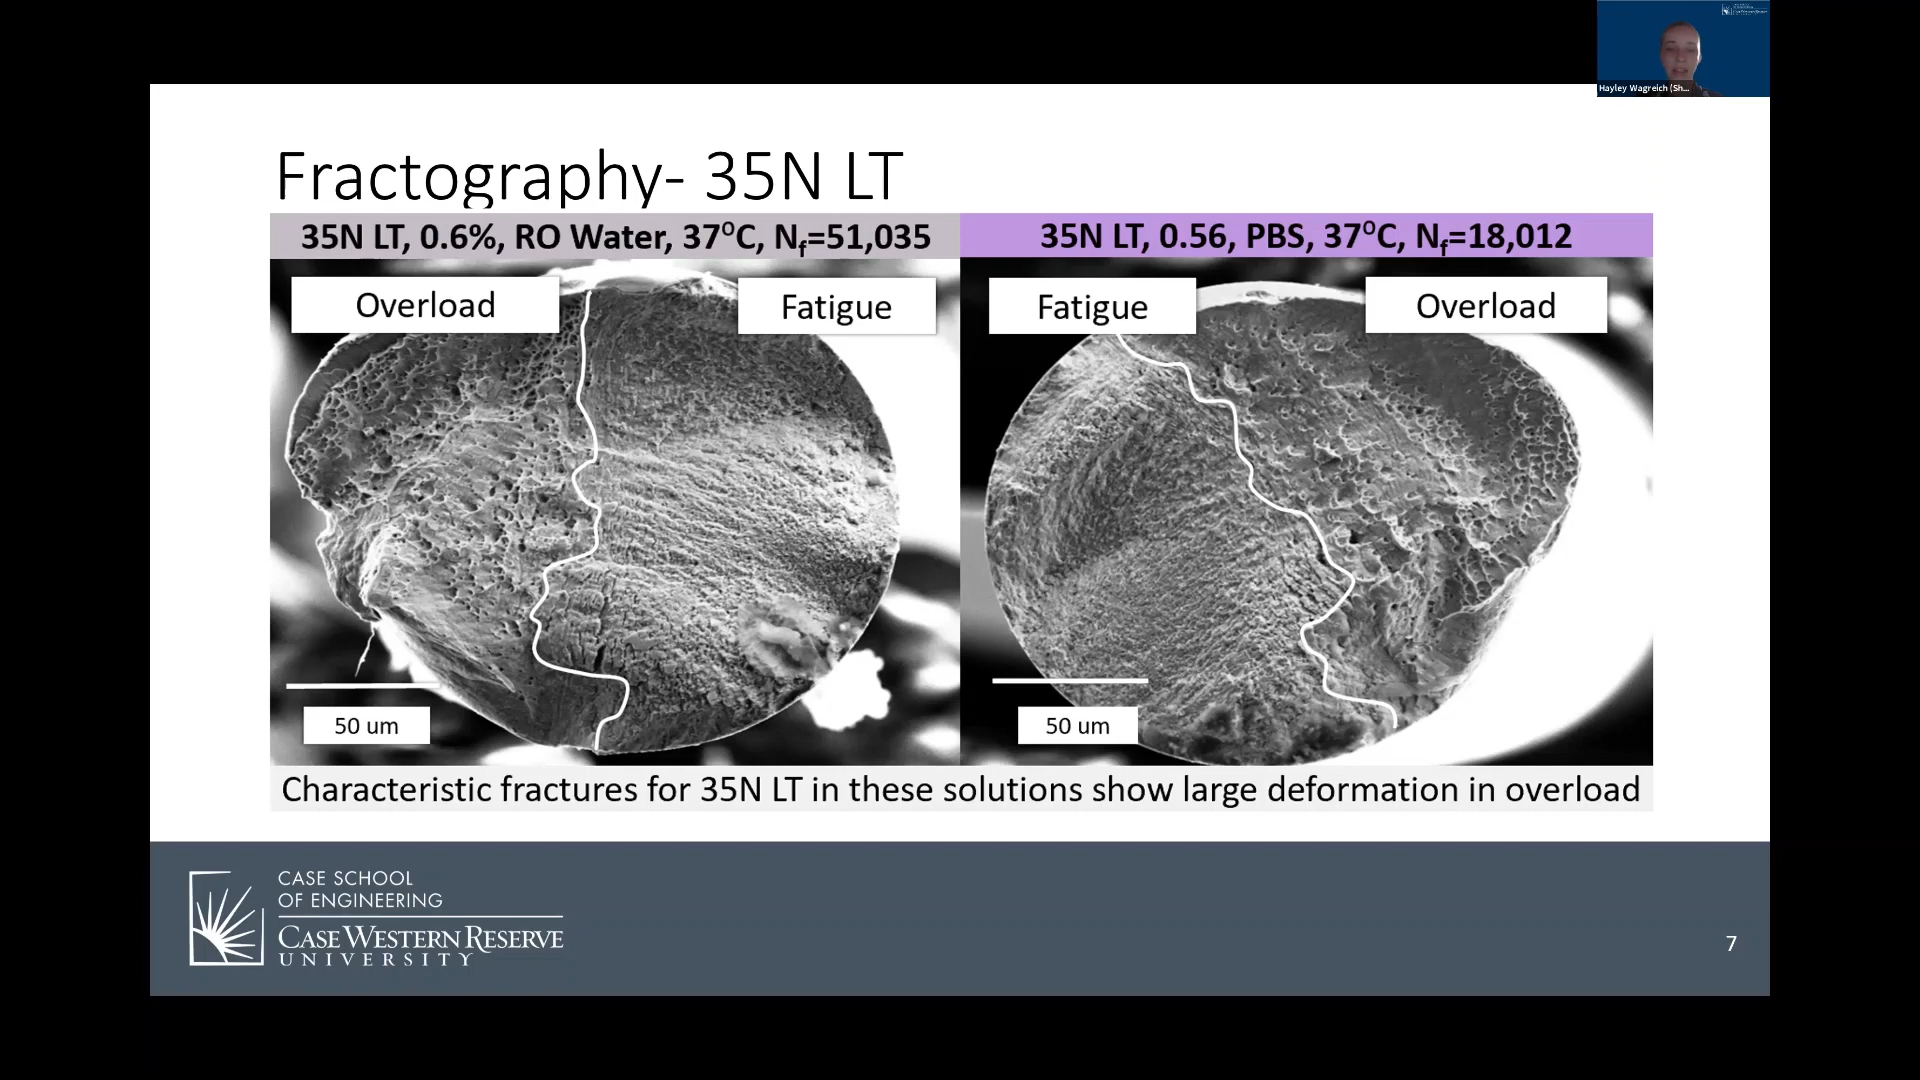 Hayley Wagreich (Sh...
Fractography- 35N LT
35N LT, 0.6%, RO Water, 37°C, Nf=51,035
35N LT, 0.56, PBS, 37°C, Nf=18,012
Overload
Fatigue
Fatigue
Overload
50 um
50 um
Characteristic fractures for 35N LT in these solutions show large deformation in overload
CASE SCHOOL
OF ENGINEERING
CASE WESTERN RESERVE
UNIVERSITY
7